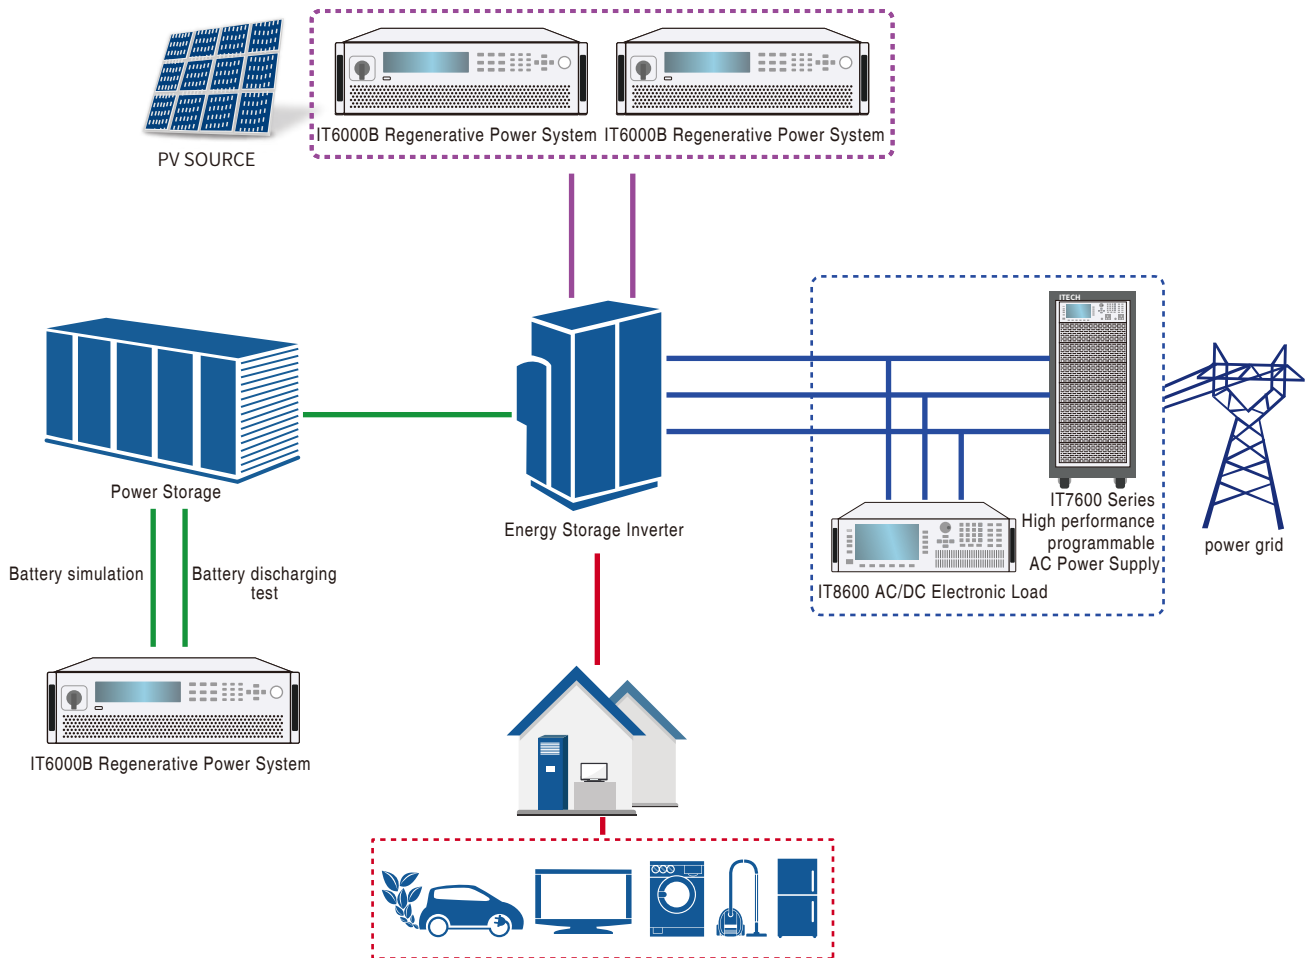 IT6000B Regenerative Power System
IT6000B Regenerative Power System
PV SOURCE
ITECH
Power Storage
Energy Storage Inverter
IT7600 Series
High performance
programmable
AC Power Supply
power grid
Battery simulation
Battery discharging
test
IT8600 AC/DC Electronic Load
IT6000B Regenerative Power System